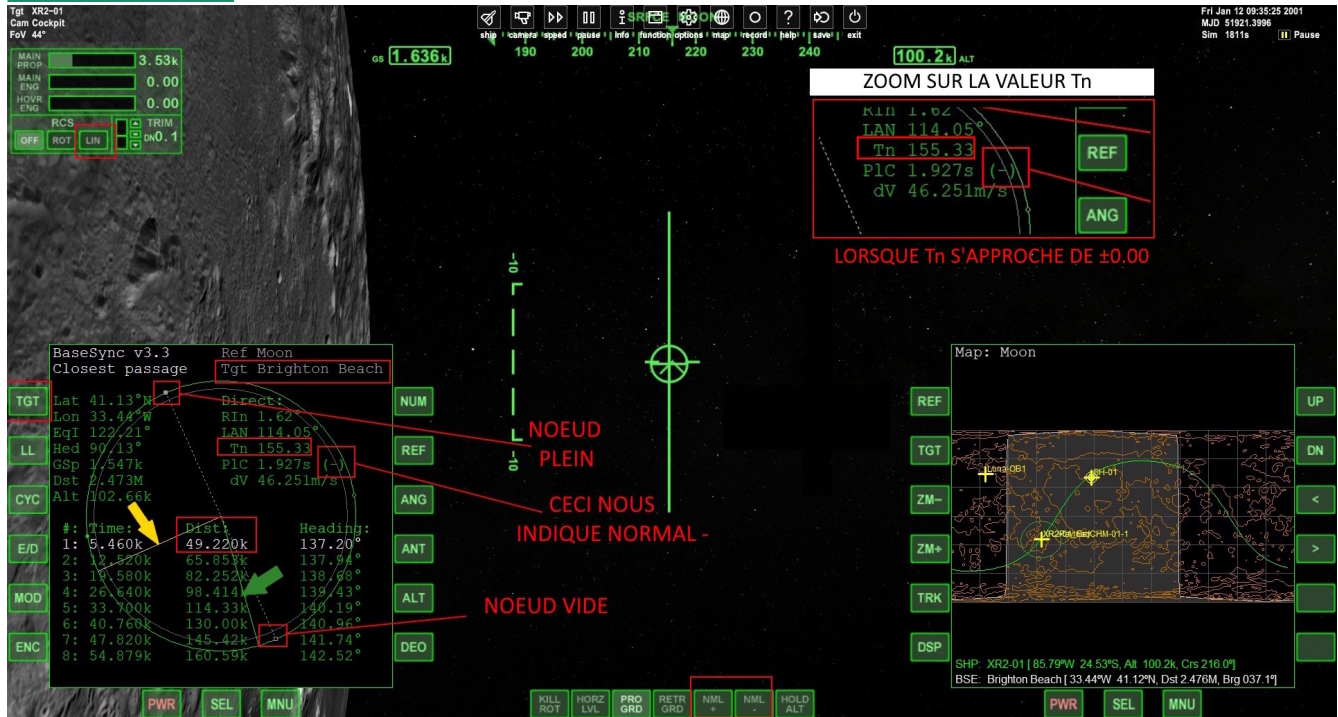 Tgt XR2-01
Cam Cockpit
FoV 44°
ship camera speed pause info function options map record help save exit
SRFCE MOON
190 200 210 220 230 240
Fri Jan 12 09:35:25 2001
MJD 51921.3996
Sim 1811s
Pause
MAIN PROP 3.53k
MAIN ENG 0.00
HOVR ENG 0.00
RCS TRIM
OFF ROT LIN DN0.1
GS 1.636k
100.2k ALT
ZOOM SUR LA VALEUR Tn
RIn 1.62
LAN 114.05°
Tn 155.33
PlC 1.927s (-)
dV 46.251m/s
REF
ANG
LORSQUE Tn S'APPROCHE DE ±0.00
-10
-10
BaseSync v3.3 Ref Moon
Closest passage Tgt Brighton Beach
Lat 41.13°N Direct:
Lon 33.44°W RIn 1.62°
EqI 122.21° LAN 114.05°
Hed 90.13° Tn 155.33
GSp 1.547k PlC 1.927s (-)
Dst 2.473M dV 46.251m/s
Alt 102.66k
#: Time: Dist: Heading:
1: 5.460k 49.220k 137.20°
2: 12.520k 65.853k 137.94°
3: 19.580k 82.252k 138.68°
4: 26.640k 98.414k 139.43°
5: 33.700k 114.33k 140.19°
6: 40.760k 130.00k 140.96°
7: 47.820k 145.42k 141.74°
8: 54.879k 160.59k 142.52°
TGT
LL
CYC
E/D
MOD
ENC
NUM
REF
ANG
ANT
ALT
DEO
PWR SEL MNU
NOEUD
PLEIN
CECI NOUS
INDIQUE NORMAL -
NOEUD VIDE
KILL ROT
HORZ LVL
PRO GRD
RETR GRD
NML +
NML -
HOLD ALT
Map: Moon
REF
TGT
ZM-
ZM+
TRK
DSP
UP
DN
<
>
Luna-OB1
SH-01
SHP: XR2-01 [ 85.79°W 24.53°S, Alt 100.2k, Crs 216.0°]
BSE: Brighton Beach [ 33.44°W 41.12°N, Dst 2.476M, Brg 037.1°]
PWR SEL MNU